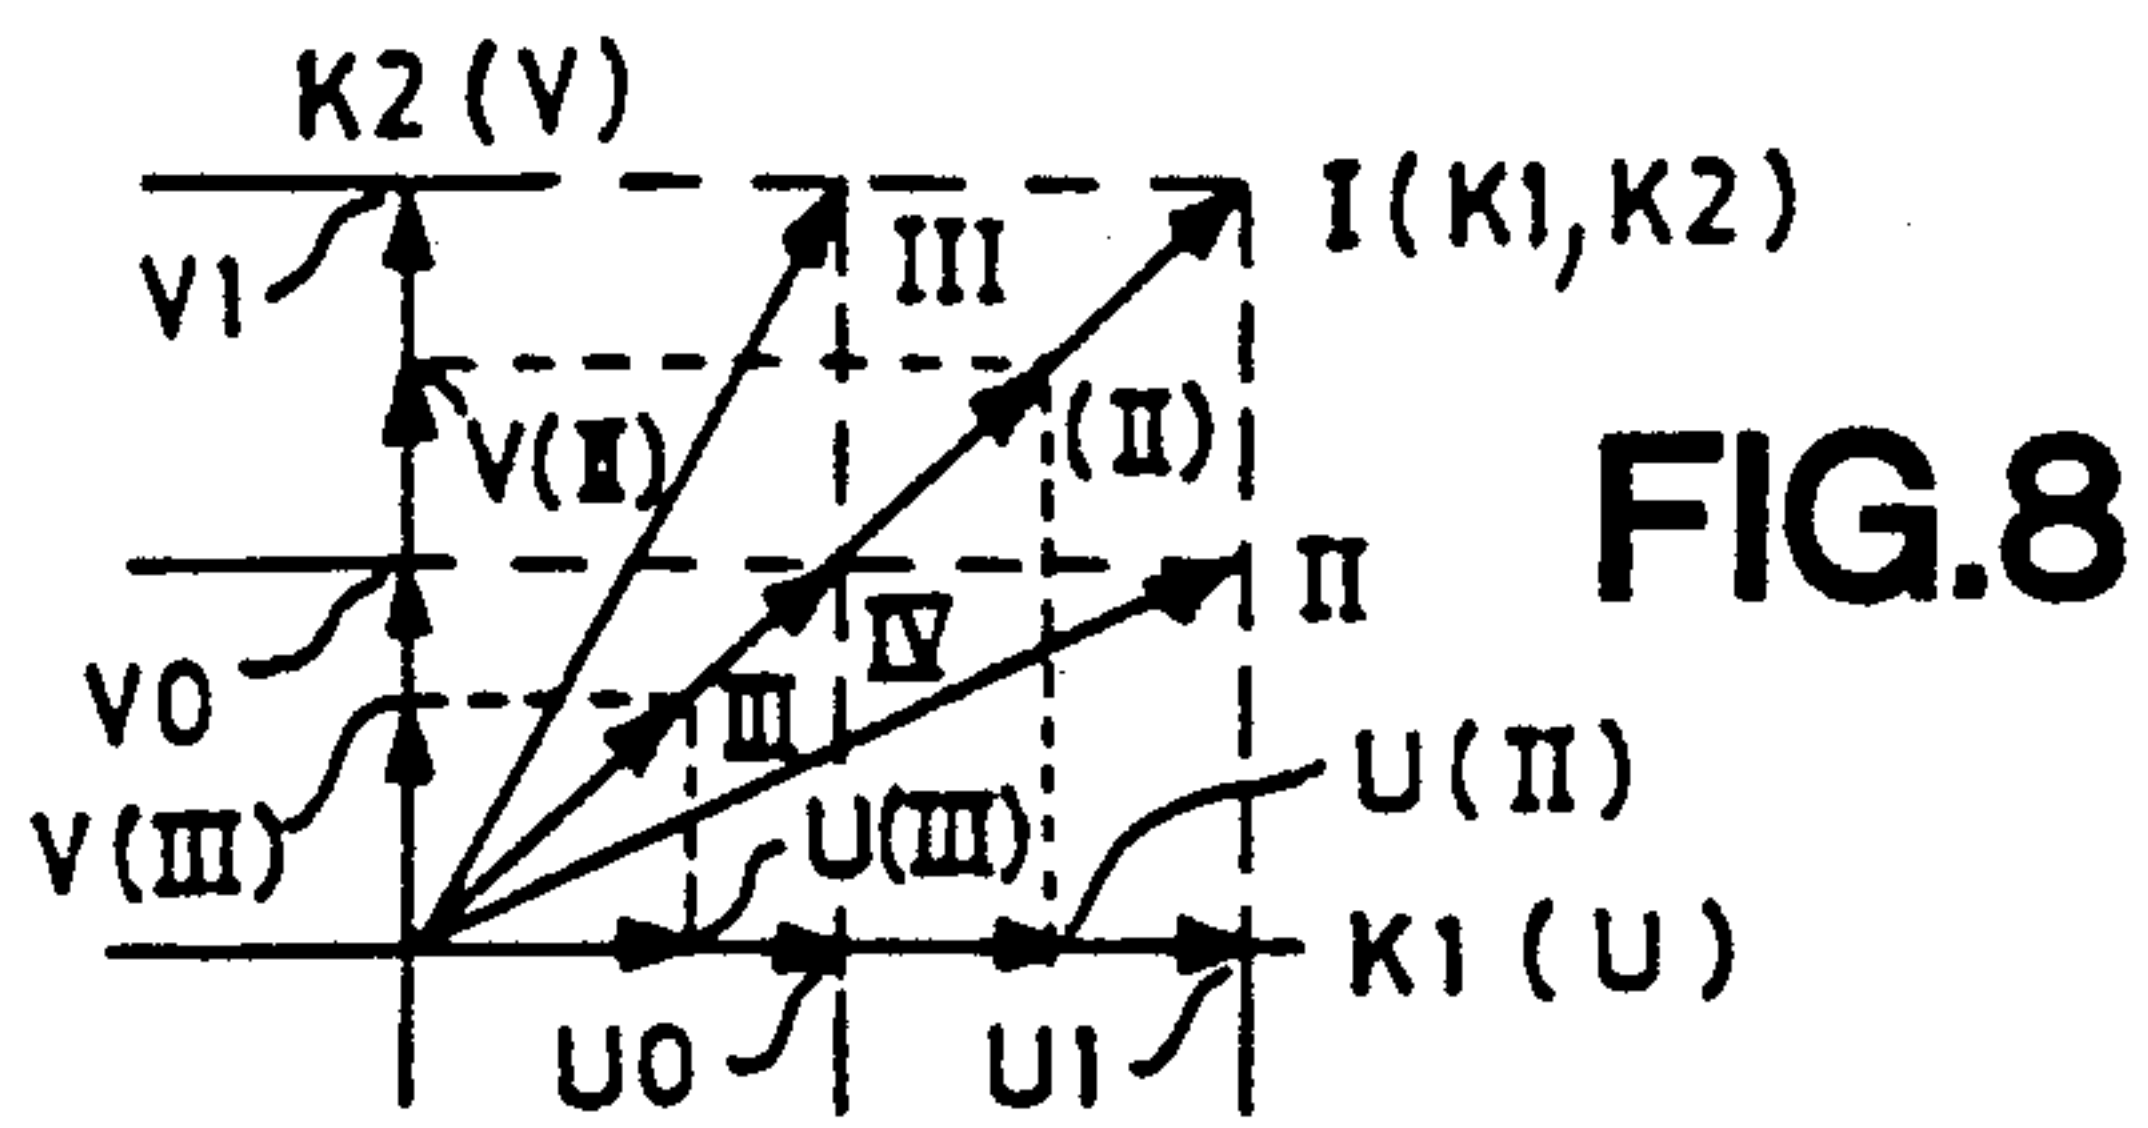 K2 (V)
I(K1,K2)
III
V1
(II)
V(II)
FIG.8
II
IV
V0
III
U(II)
U(III)
V(III)
K1 (U)
U0
U1